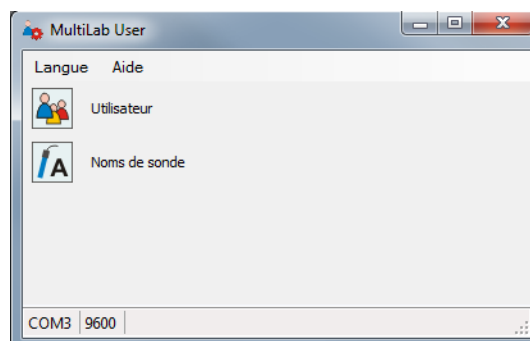 MultiLab User
Langue Aide
Utilisateur
A Noms de sonde
COM3 9600